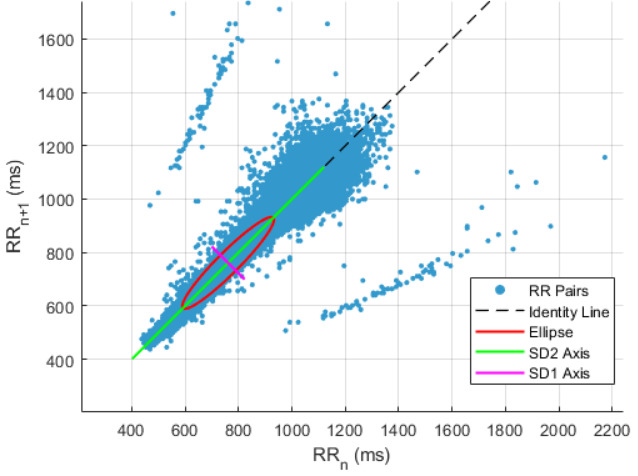 1600
1400
1200
1000
800
600
400
RRn+1 (ms)
RR Pairs
Identity Line
Ellipse
SD2 Axis
SD1 Axis
400 600 800 1000 1200 1400 1600 1800 2000 2200
RRn (ms)